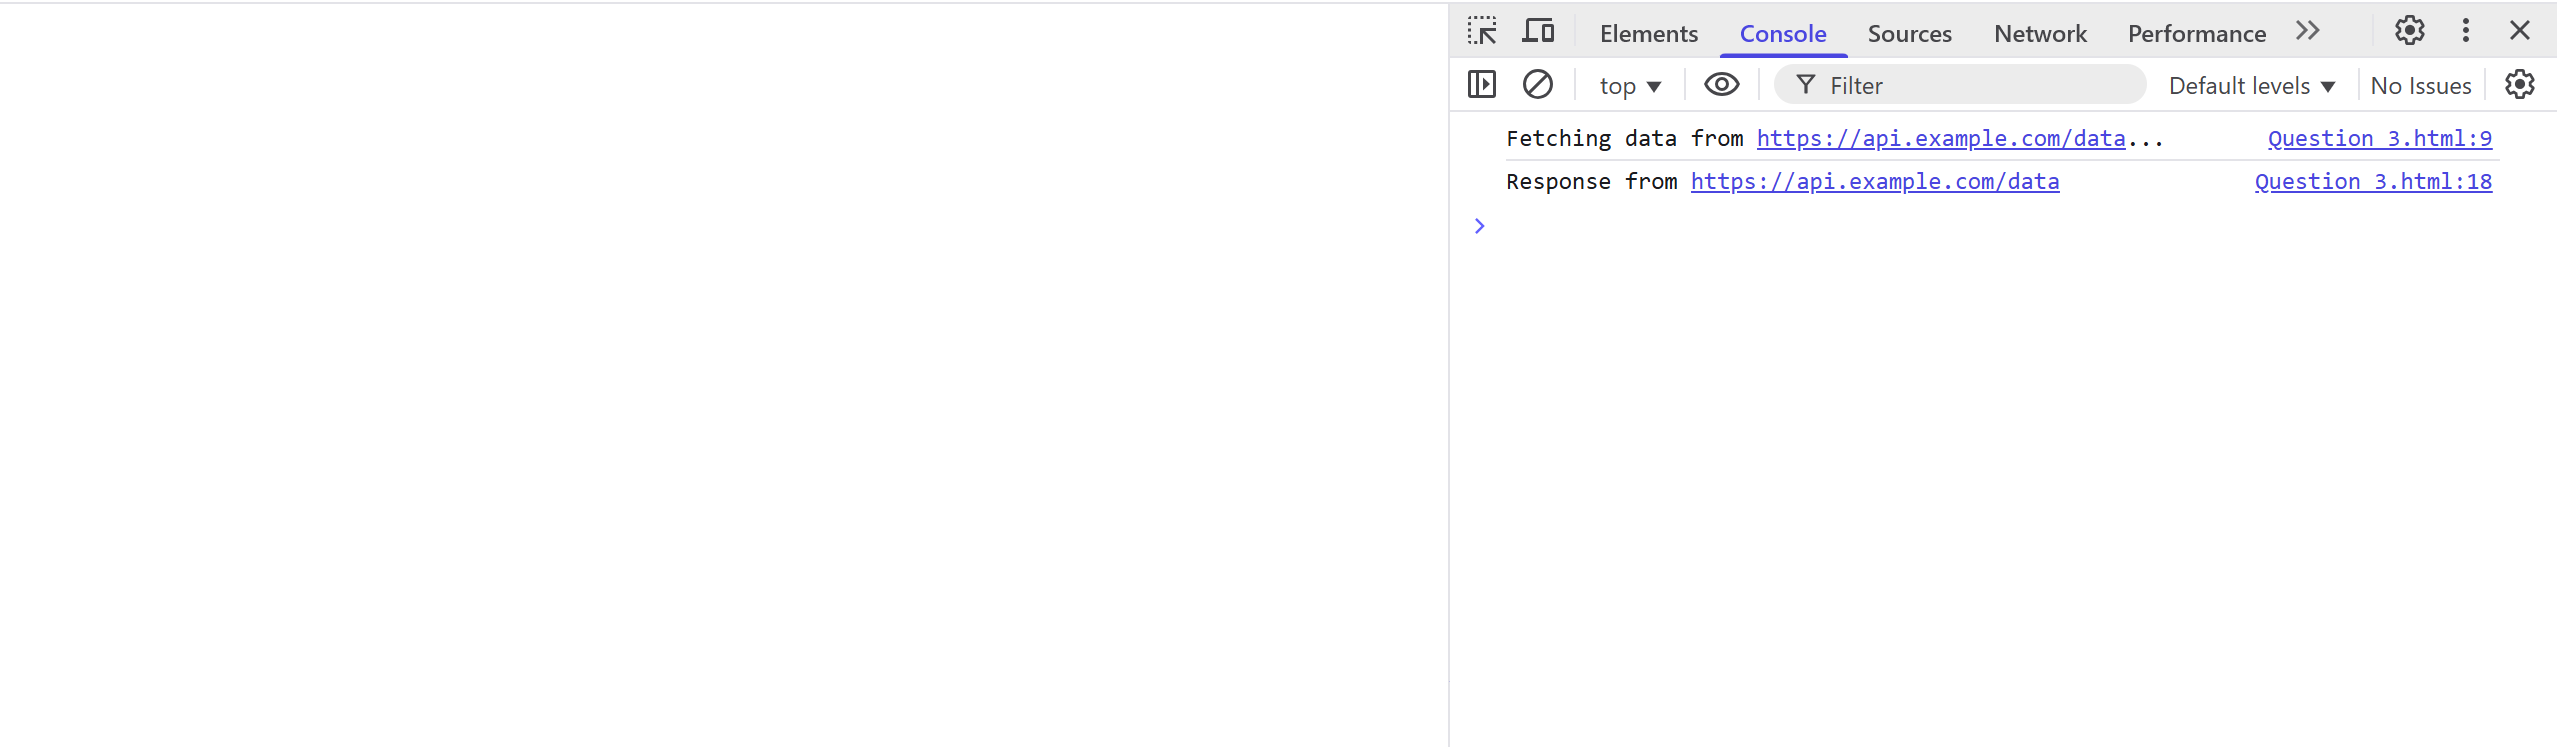 Elements Console Sources Network Performance
top Filter Default levels No Issues
Fetching data from https://api.example.com/data... Question 3.html:9
Response from https://api.example.com/data Question 3.html:18